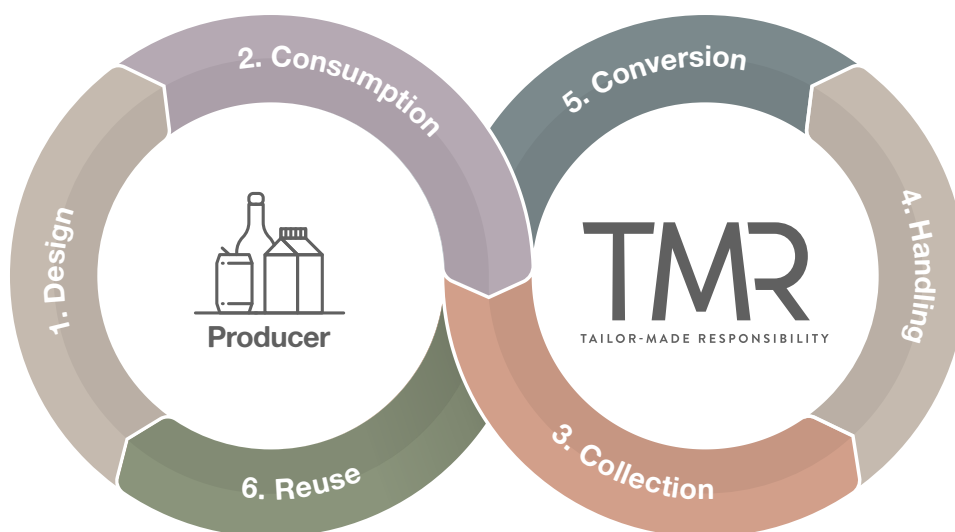 1. Design
2. Consumption
3. Collection
4. Handling
5. Conversion
6. Reuse
Producer
TMR
TAILOR-MADE RESPONSIBILITY